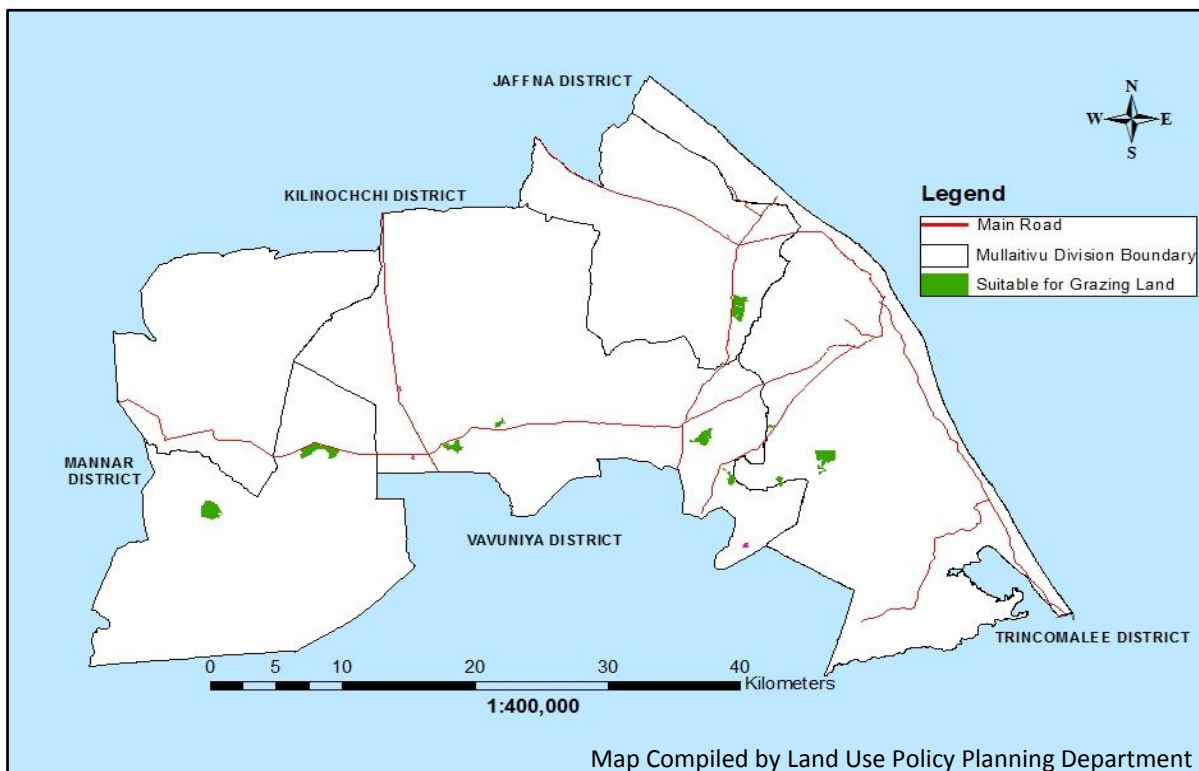 JAFFNA DISTRICT
N
W E
S
KILINOCHCHI DISTRICT
Legend
Main Road
Mullaitivu Division Boundary
Suitable for Grazing Land
MANNAR
DISTRICT
VAVUNIYA DISTRICT
TRINCOMALEE DISTRICT
0 5 10 20 30 40
Kilometers
1:400,000
Map Compiled by Land Use Policy Planning Department